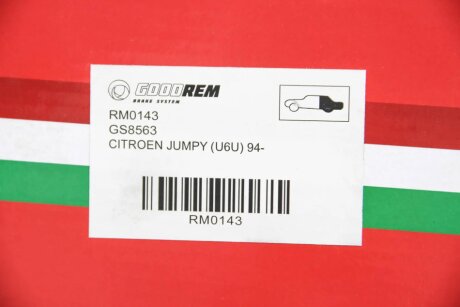 GOODREM
BRAKE SYSTEM
RM0143
GS8563
CITROEN JUMPY (U6U) 94-
RM0143